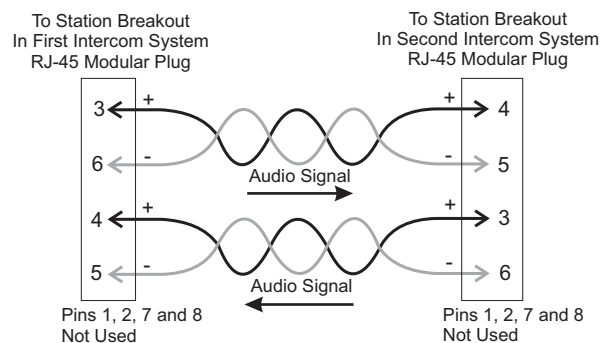 To Station Breakout
In First Intercom System
RJ-45 Modular Plug
To Station Breakout
In Second Intercom System
RJ-45 Modular Plug
3 + + 4
6 - - 5
Audio Signal
4 + + 3
5 - - 6
Audio Signal
Pins 1, 2, 7 and 8
Not Used
Pins 1, 2, 7 and 8
Not Used